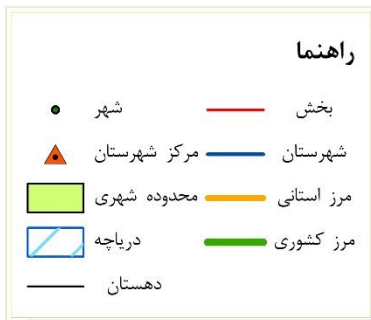 راهنما
بخش شهر
شهرستان مرکز شهرستان
مرز استانی محدوده شهری
مرز کشوری دریاچه
دهستان